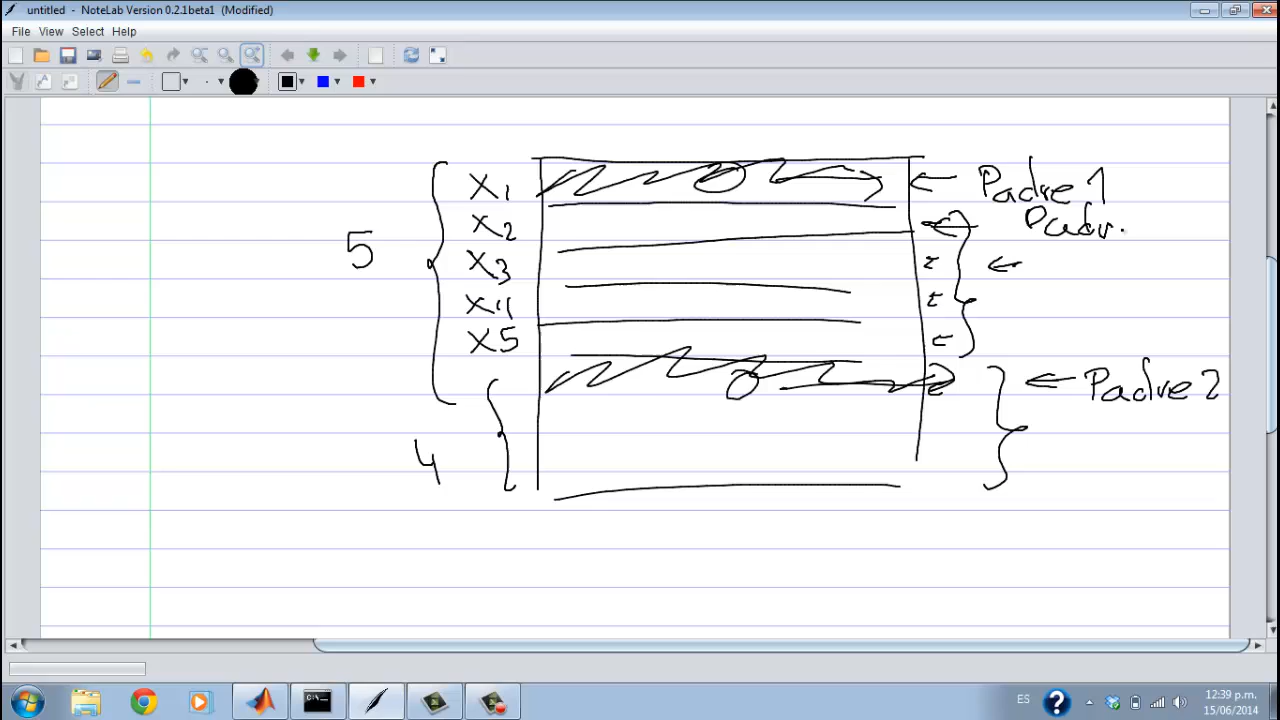 untitled - NoteLab Version 0.2.1beta1 (Modified)
File View Select Help
X1 Padre 1
X2 Padr.
5 X3
X4
X5
Padre 2
4
ES 12:39 p.m.
15/06/2014